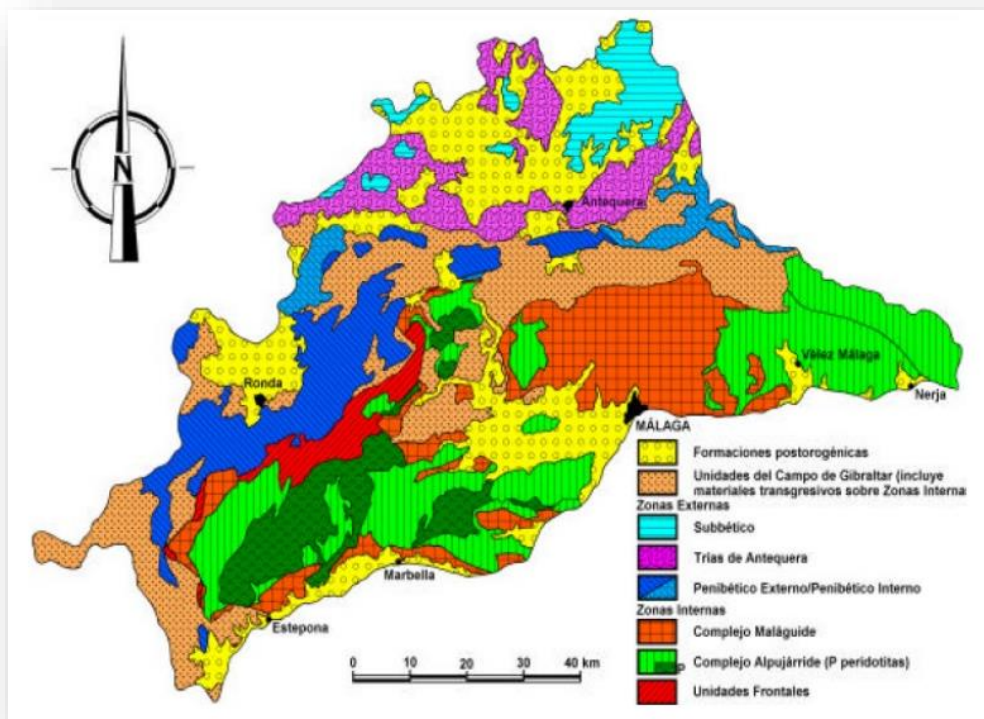 N
Antequera
Ronda
Vélez Málaga
Nerja
MÁLAGA
Marbella
Estepona
0 10 20 30 40 km
Formaciones postorogénicas
Unidades del Campo de Gibraltar (incluye
materiales transgresivos sobre Zonas Interna
Zonas Externas
Subbético
Trías de Antequera
Penibético Externo/Penibético Interno
Zonas Internas
Complejo Maláguide
P
Complejo Alpujárride (P peridotitas)
Unidades Frontales